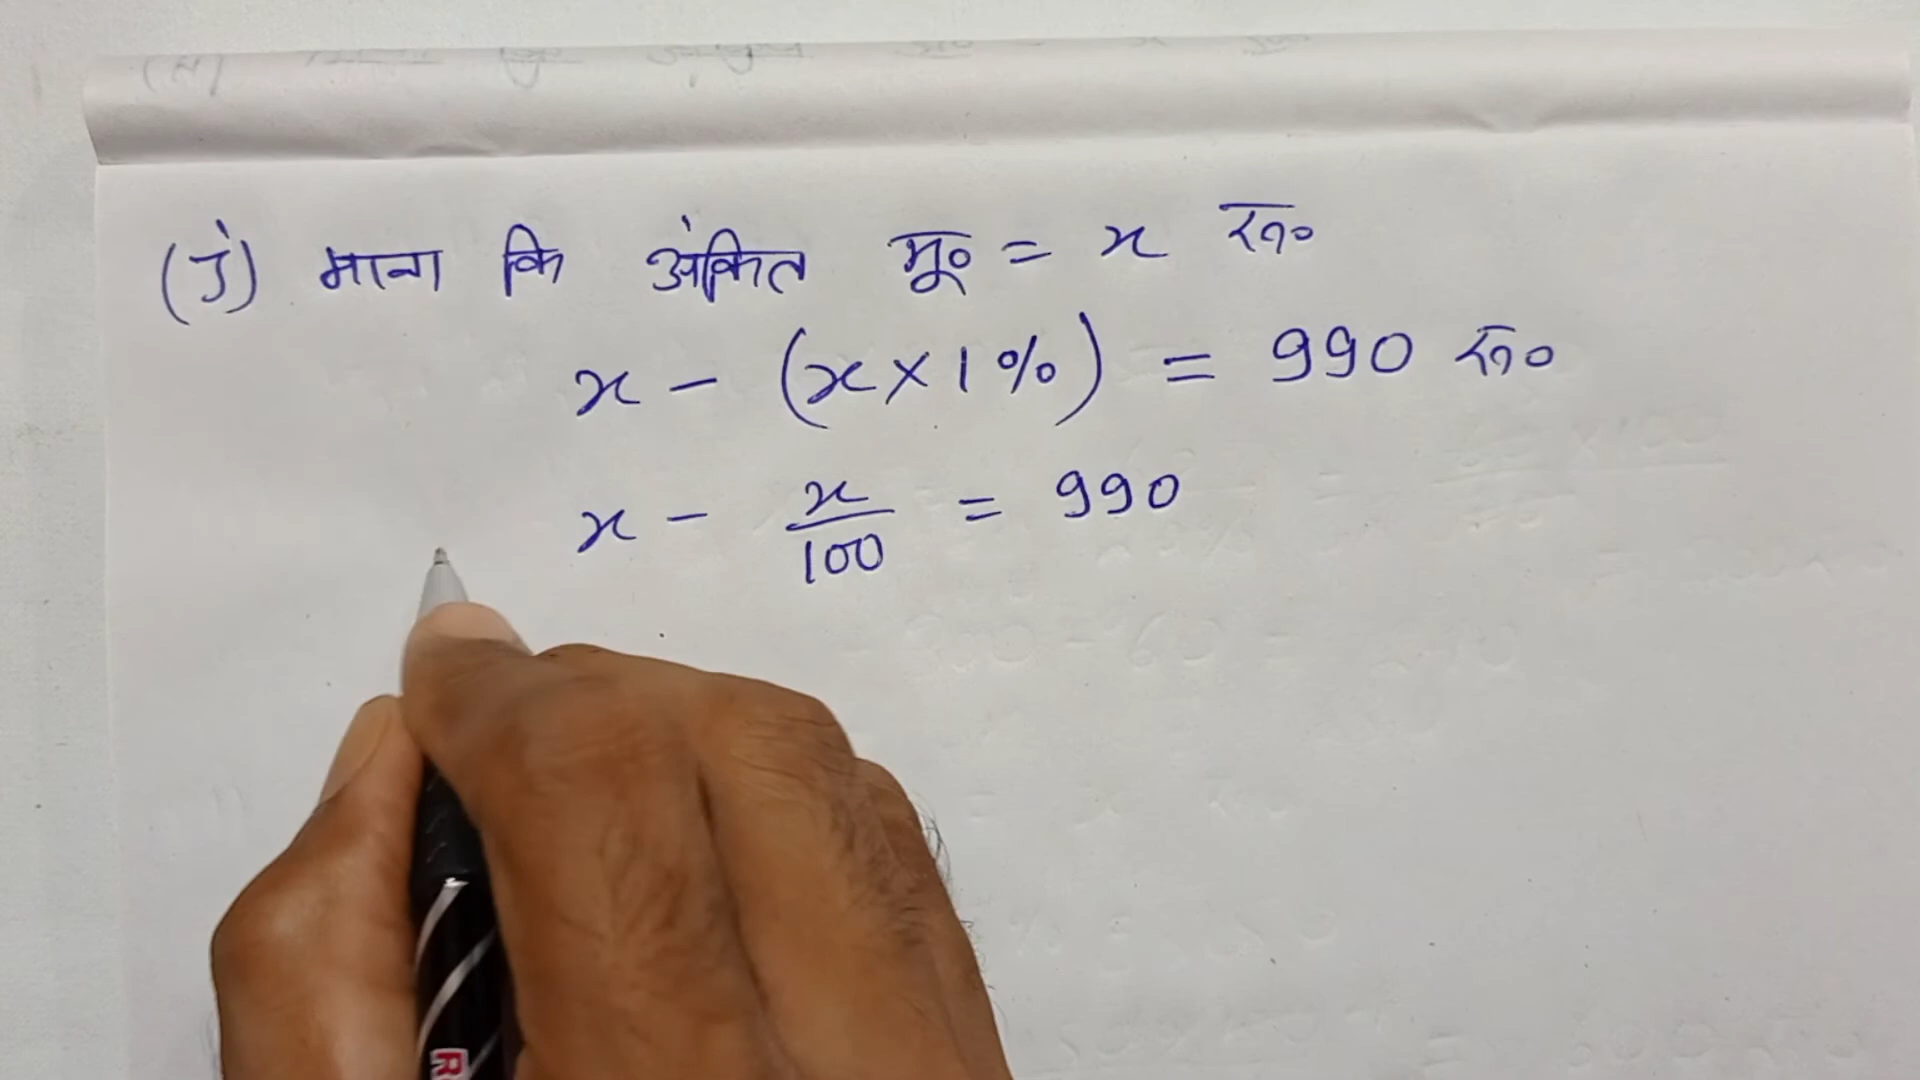 (उं) माना कि अंकित मू० = x रु०
x - (x × 1%) = 990 रु०
x - x/100 = 990
R